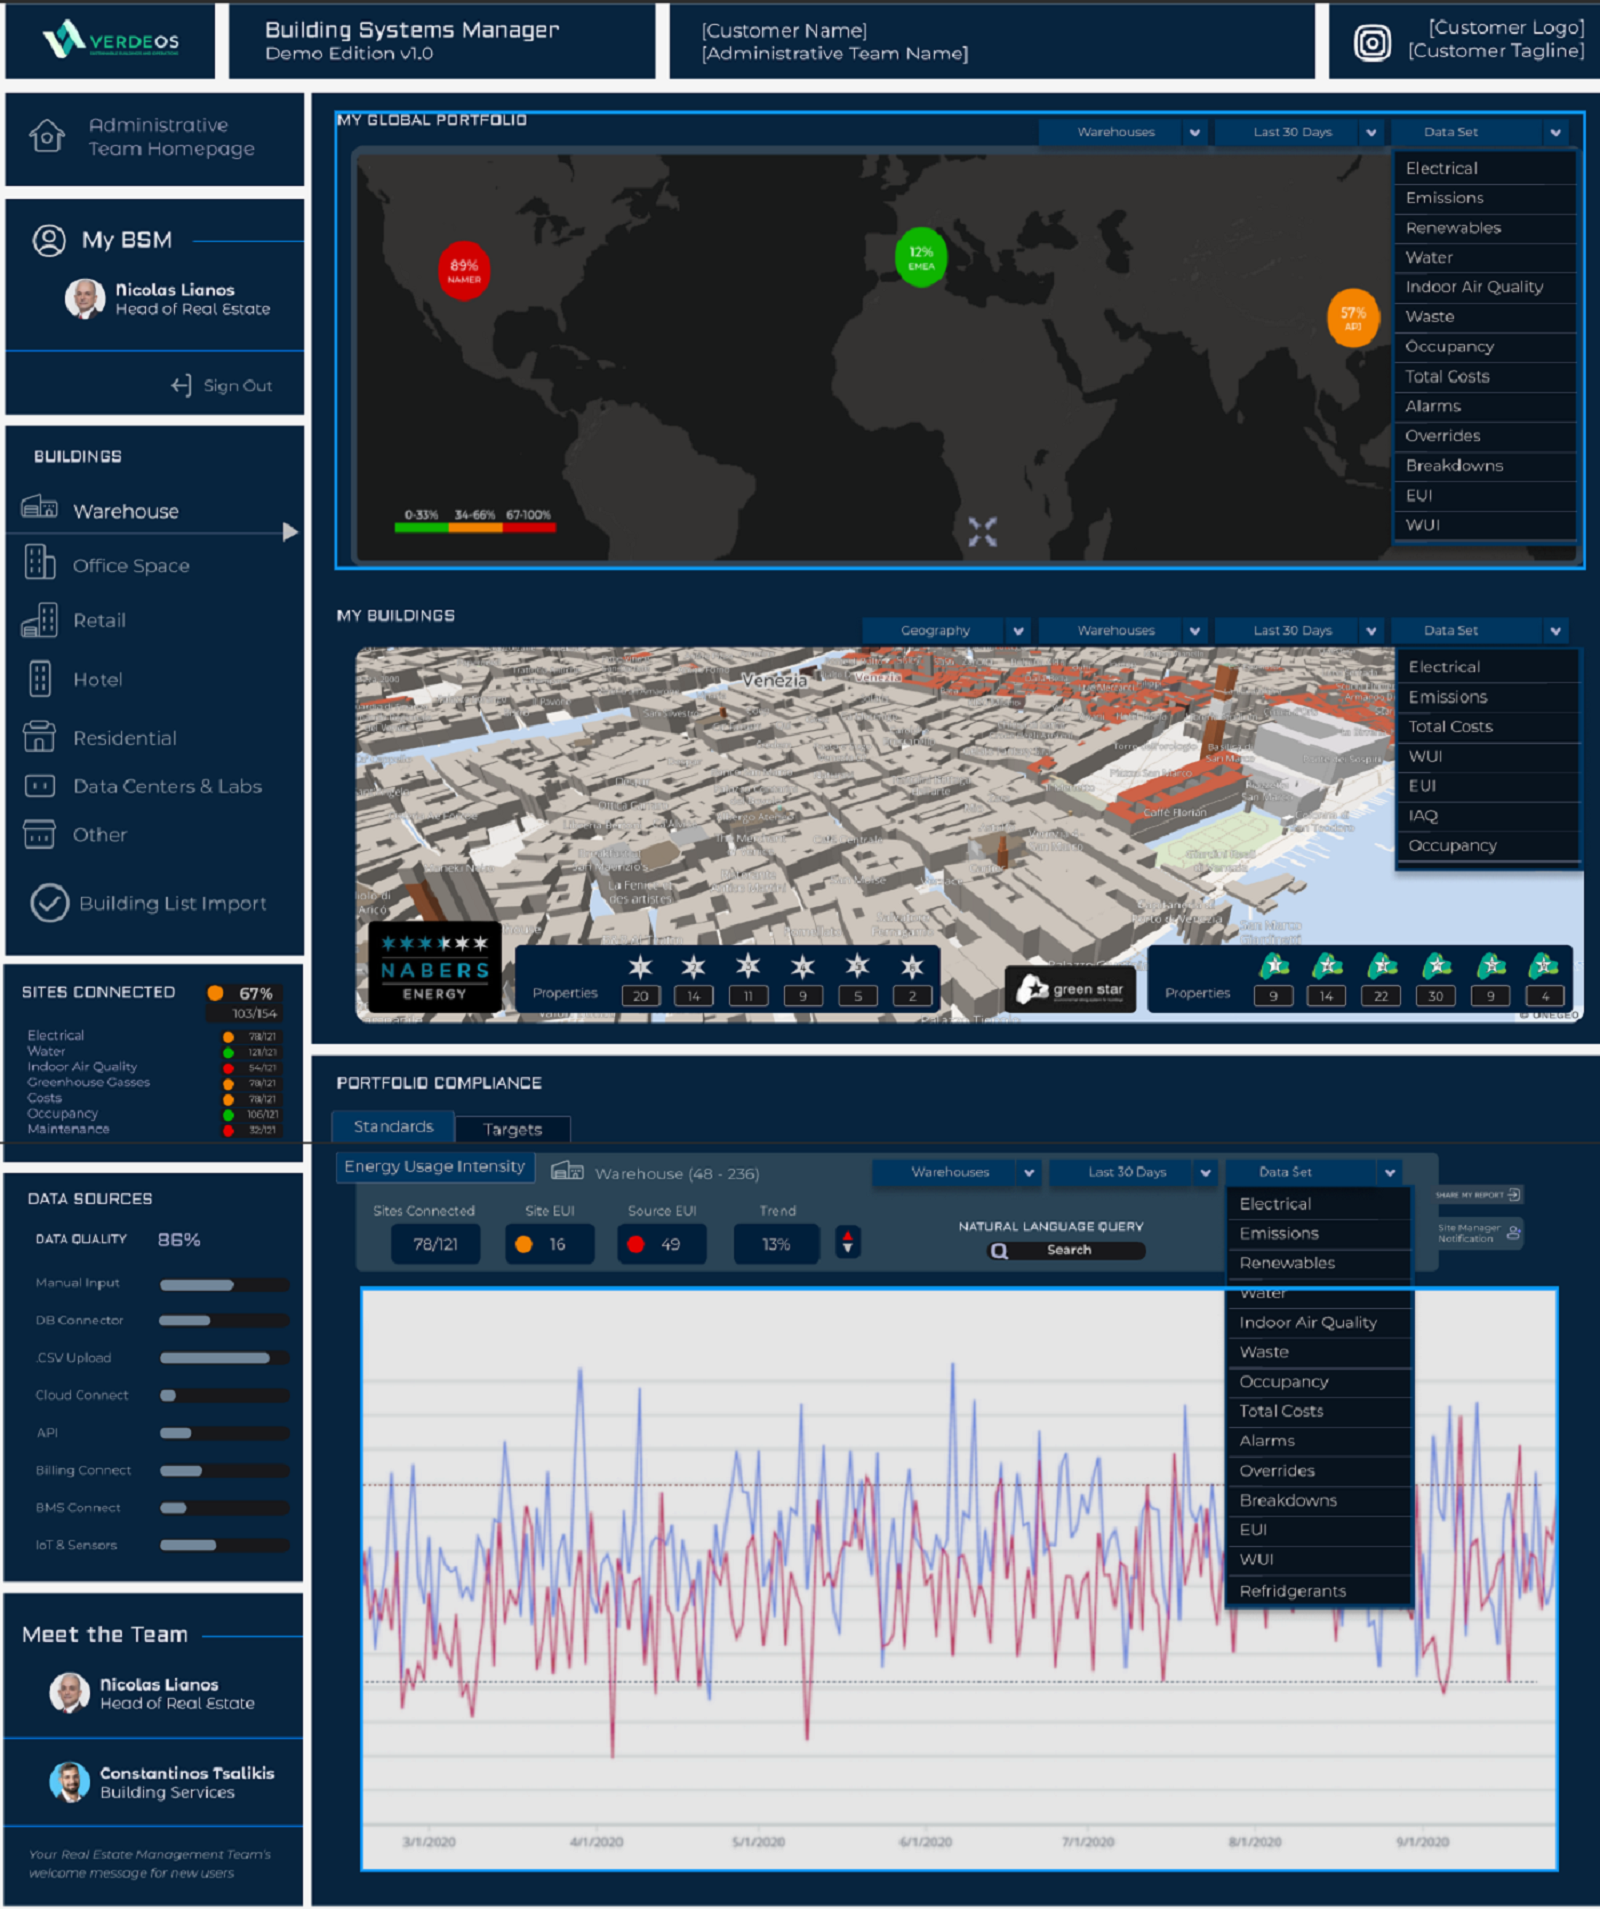 VERDEOS
Building Systems Manager
Demo Edition v1.0
[Customer Name]
[Administrative Team Name]
[Customer Logo]
[Customer Tagline]
Administrative
Team Homepage
My BSM
Nicolas Lianos
Head of Real Estate
Sign Out
BUILDINGS
Warehouse
Office Space
Retail
Hotel
Residential
Data Centers & Labs
Other
Building List Import
SITES CONNECTED
67%
103/154
Electrical 78/121
Water 121/121
Indoor Air Quality 54/121
Greenhouse Gasses 78/121
Costs 78/121
Occupancy 106/121
Maintenance 32/121
DATA SOURCES
DATA QUALITY 86%
Manual Input
DB Connector
.CSV Upload
Cloud Connect
API
Billing Connect
BMS Connect
IoT & Sensors
Meet the Team
Nicolas Lianos
Head of Real Estate
Constantinos Tsalikis
Building Services
Your Real Estate Management Team's
welcome message for new users
MY GLOBAL PORTFOLIO
Warehouses
Last 30 Days
Data Set
Electrical
Emissions
Renewables
Water
Indoor Air Quality
Waste
Occupancy
Total Costs
Alarms
Overrides
Breakdowns
EUI
WUI
89%
NAMER
12%
EMEA
57%
APJ
0-33% 34-66% 67-100%
MY BUILDINGS
Geography
Warehouses
Last 30 Days
Data Set
Electrical
Emissions
Total Costs
WUI
EUI
IAQ
Occupancy
Venezia
Venezia
Piazza San Marco
Caffè Florian
La Fenice
des artistes
NABERS
ENERGY
Properties 20 14 11 9 5 2
green star
Properties 9 14 22 30 9 4
© ONEGEO
PORTFOLIO COMPLIANCE
Standards
Targets
Energy Usage Intensity
Warehouse (48 - 236)
Warehouses
Last 30 Days
Data Set
Sites Connected
Site EUI
Source EUI
Trend
78/121
16
49
13%
NATURAL LANGUAGE QUERY
Search
SHARE MY REPORT
Site Manager
Notification
Electrical
Emissions
Renewables
Water
Indoor Air Quality
Waste
Occupancy
Total Costs
Alarms
Overrides
Breakdowns
EUI
WUI
Refridgerants
3/1/2020 4/1/2020 5/1/2020 6/1/2020 7/1/2020 8/1/2020 9/1/2020